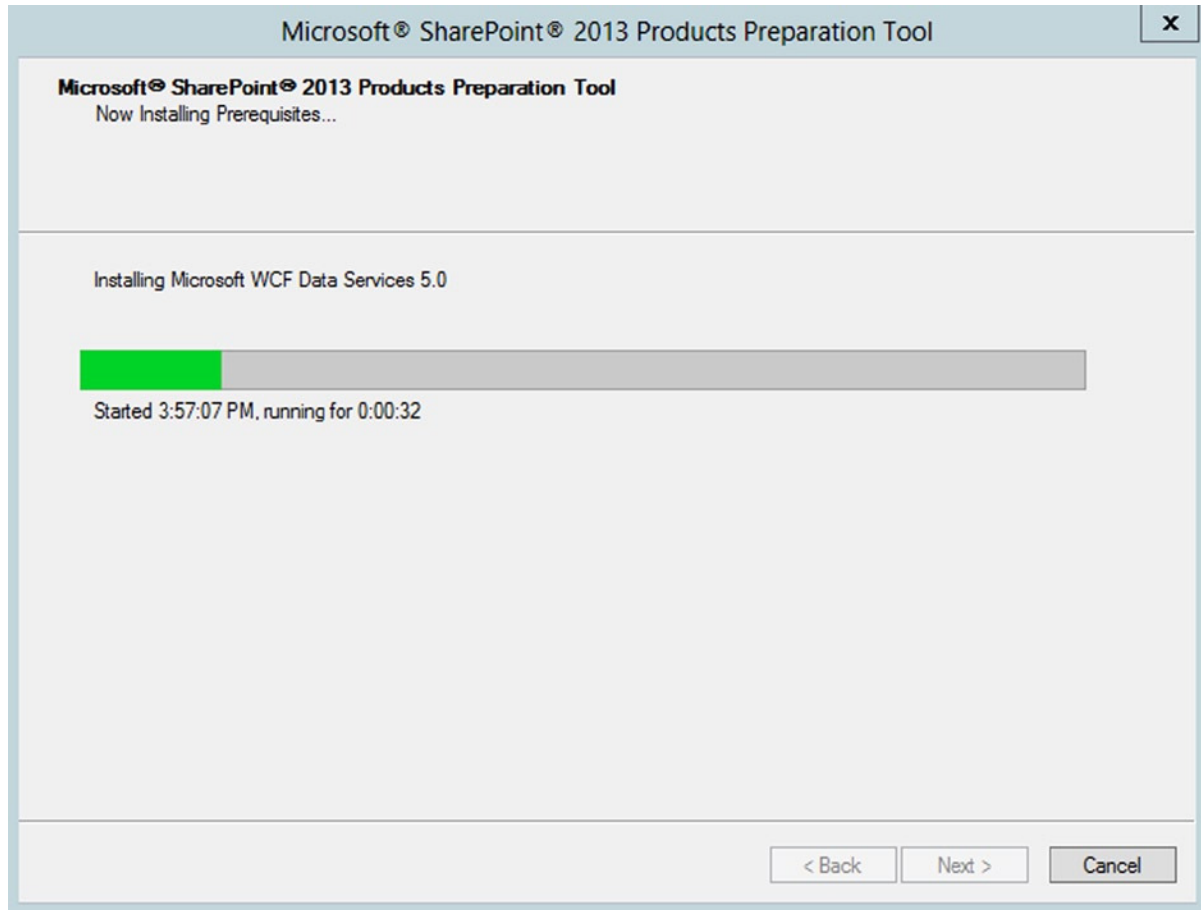 Microsoft® SharePoint® 2013 Products Preparation Tool
x
Microsoft® SharePoint® 2013 Products Preparation Tool
Now Installing Prerequisites...
Installing Microsoft WCF Data Services 5.0
Started 3:57:07 PM, running for 0:00:32
< Back
Next >
Cancel